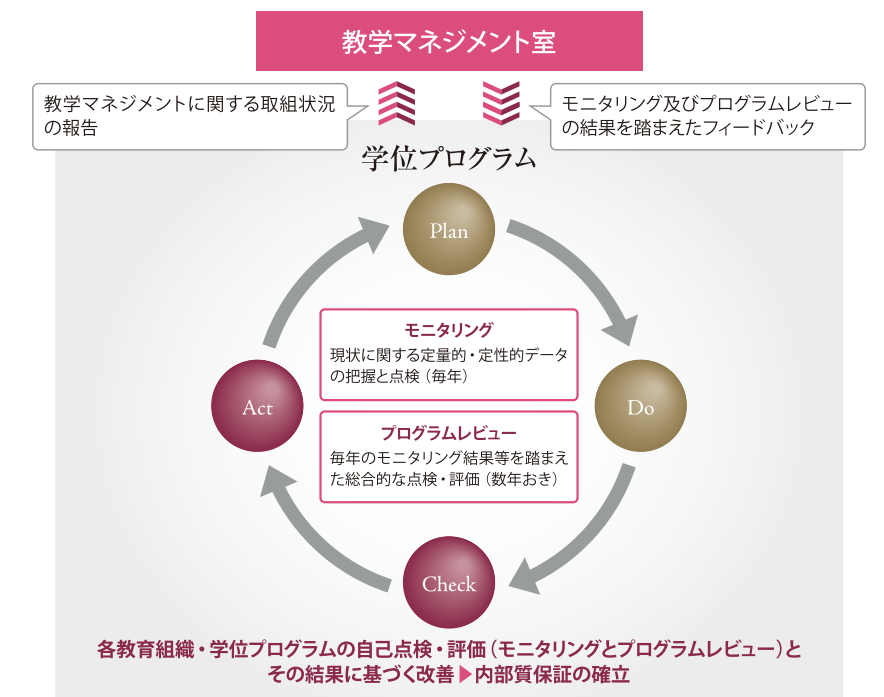 教学マネジメント室
教学マネジメントに関する取組状況
の報告
モニタリング及びプログラムレビュー
の結果を踏まえたフィードバック
学位プログラム
Plan
モニタリング
現状に関する定量的・定性的データ
の把握と点検（毎年）
Act
Do
プログラムレビュー
毎年のモニタリング結果等を踏まえ
た総合的な点検・評価（数年おき）
Check
各教育組織・学位プログラムの自己点検・評価（モニタリングとプログラムレビュー）と
その結果に基づく改善▶内部質保証の確立